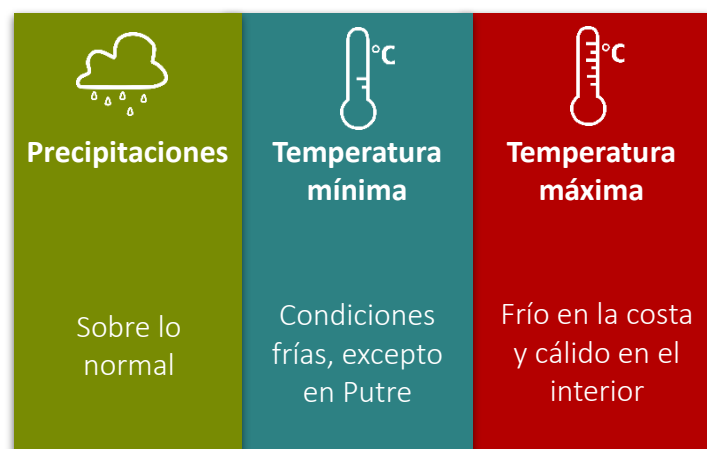 Precipitaciones
Sobre lo
normal
°C
Temperatura
mínima
Condiciones
frías, excepto
en Putre
°C
Temperatura
máxima
Frío en la costa
y cálido en el
interior